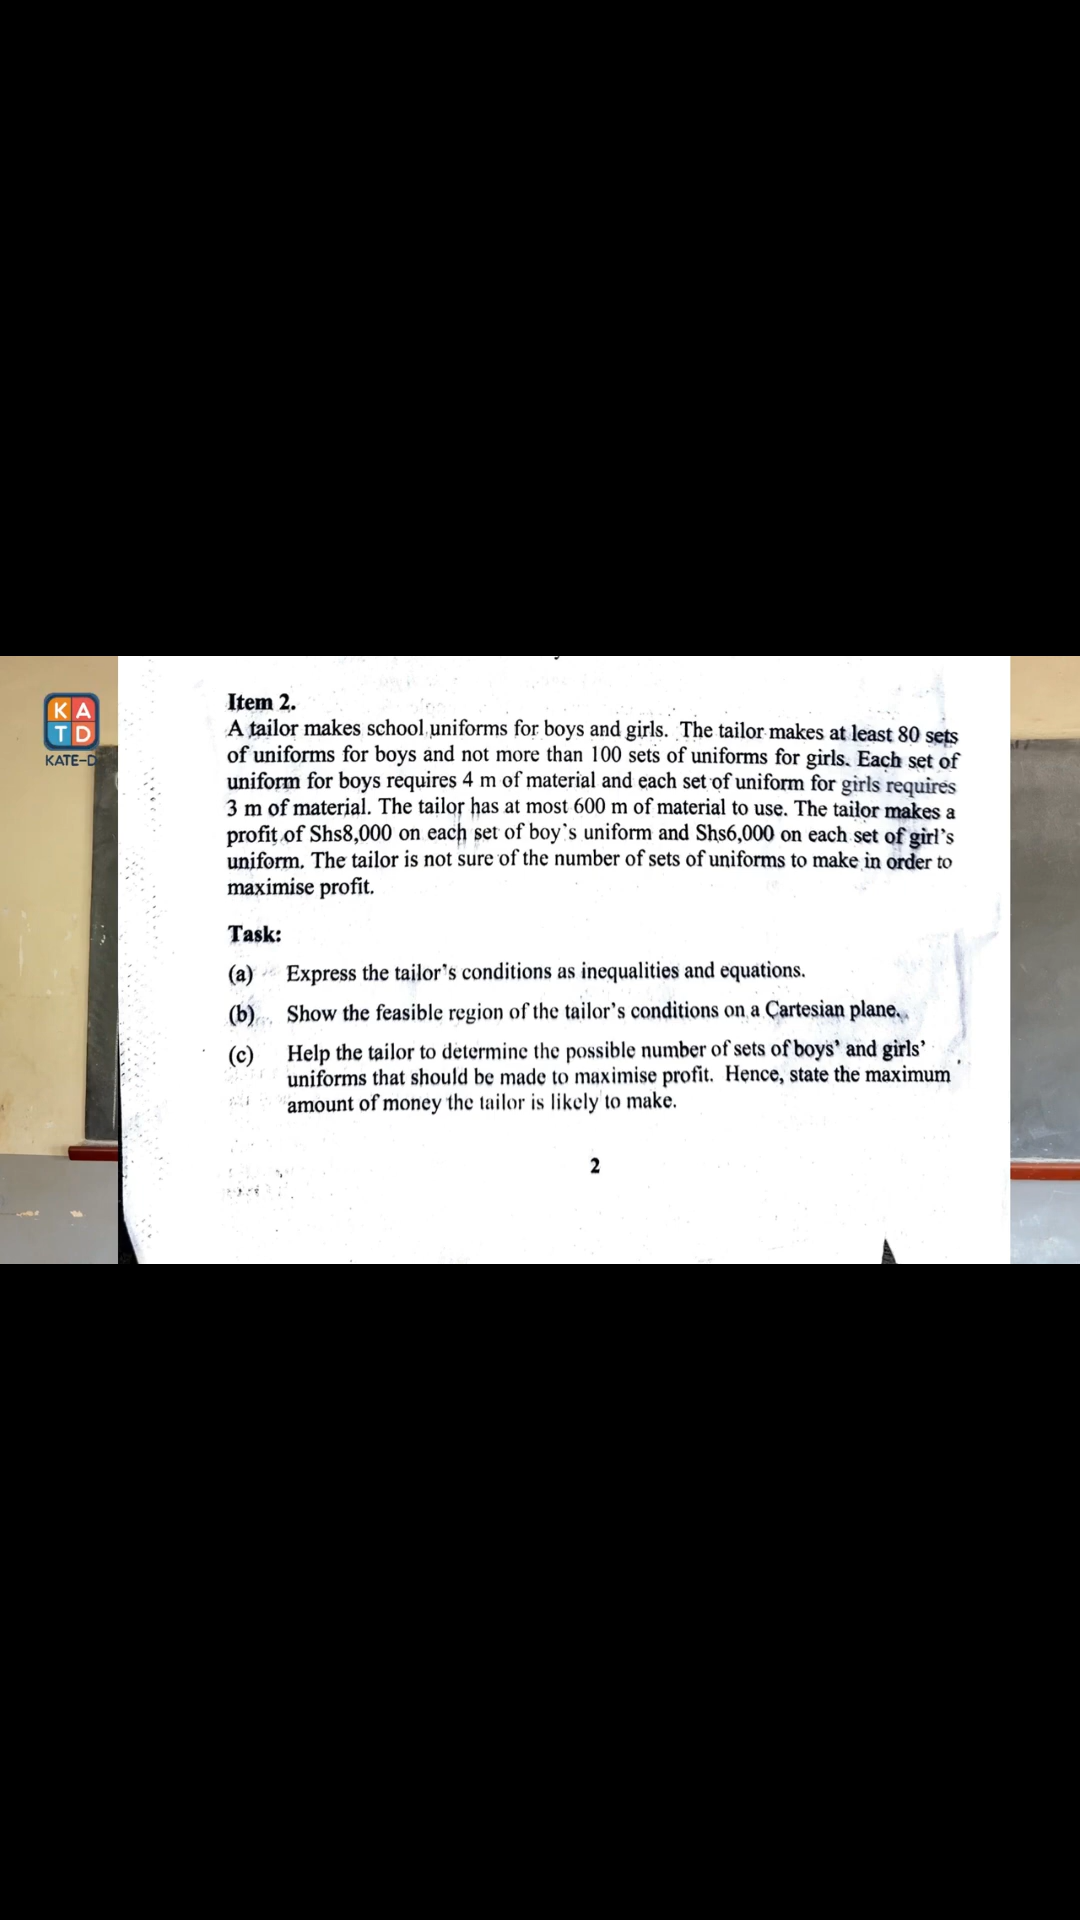 K A
T D
KATE-D
Item 2.
A tailor makes school uniforms for boys and girls. The tailor makes at least 80 sets
of uniforms for boys and not more than 100 sets of uniforms for girls. Each set of
uniform for boys requires 4 m of material and each set of uniform for girls requires
3 m of material. The tailor has at most 600 m of material to use. The tailor makes a
profit of Shs8,000 on each set of boy`s uniform and Shs6,000 on each set of girl's
uniform. The tailor is not sure of the number of sets of uniforms to make in order to
maximise profit.
Task:
(a) Express the tailor's conditions as inequalities and equations.
(b) Show the feasible region of the tailor's conditions on a Cartesian plane.
(c) Help the tailor to determine the possible number of sets of boys' and girls'
uniforms that should be made to maximise profit. Hence, state the maximum
amount of money the tailor is likely to make.
2